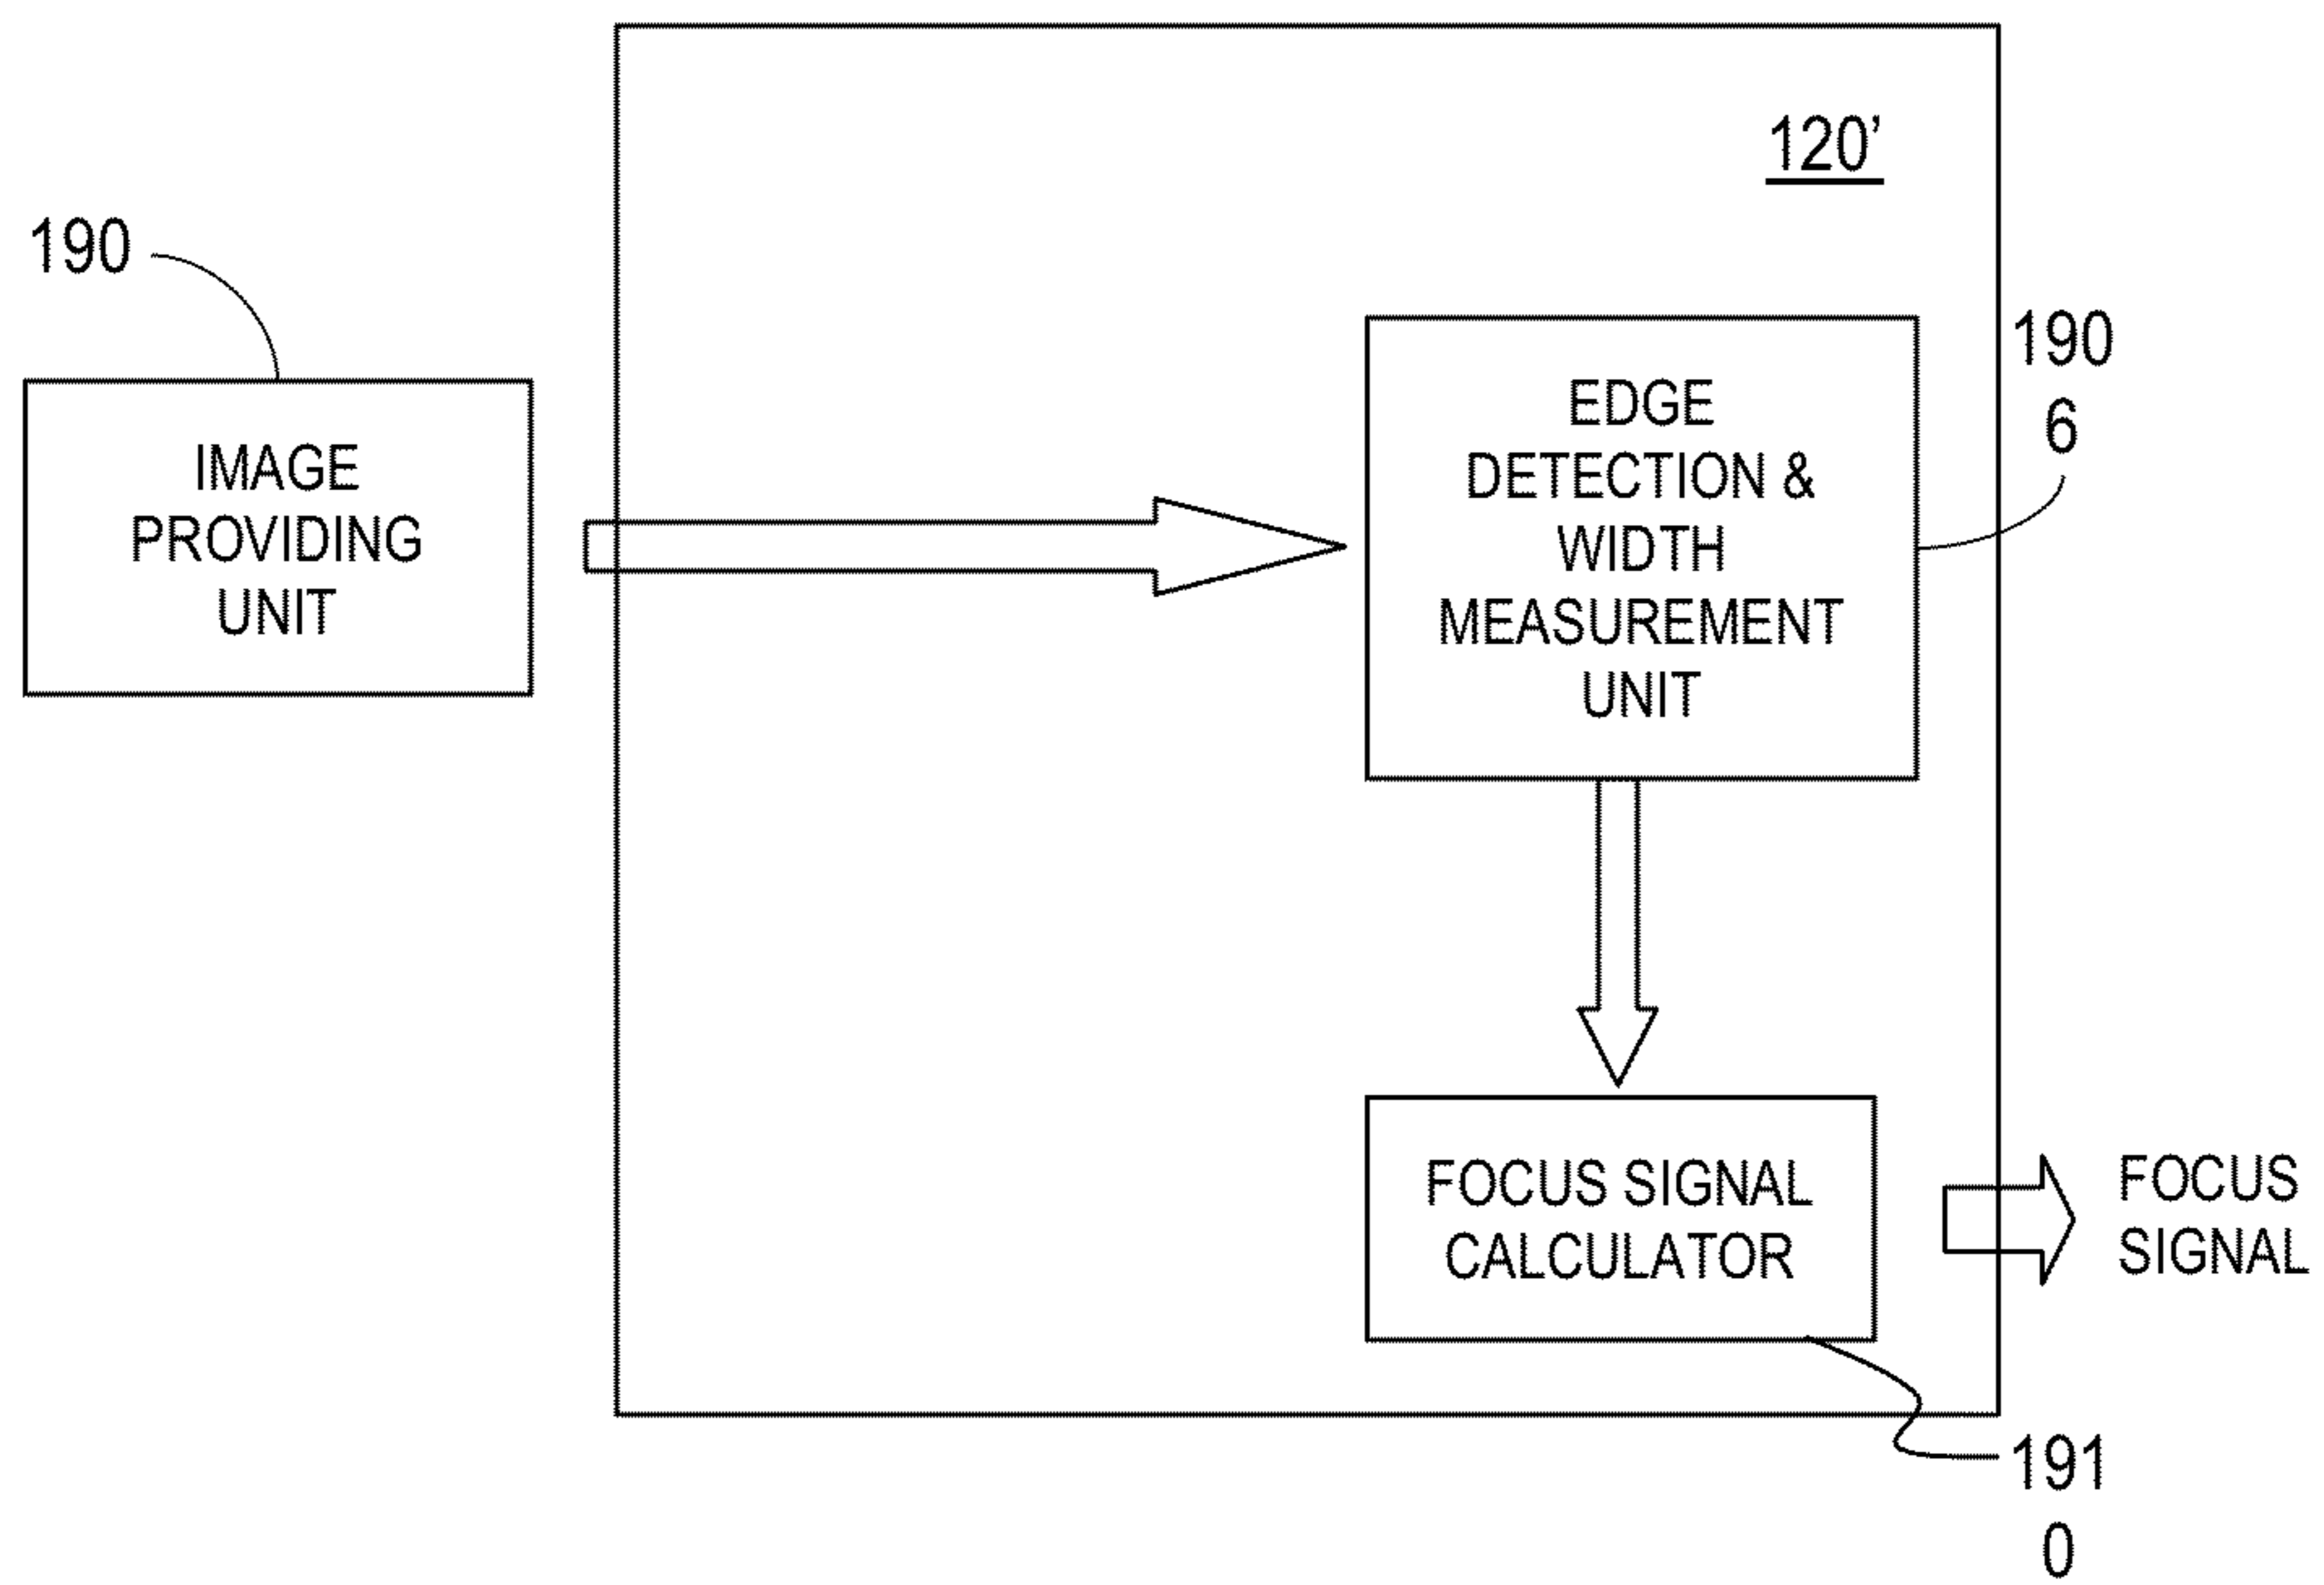 120'
190
IMAGE
PROVIDING
UNIT
190
6
EDGE
DETECTION &
WIDTH
MEASUREMENT
UNIT
FOCUS SIGNAL
CALCULATOR
FOCUS
SIGNAL
191
0